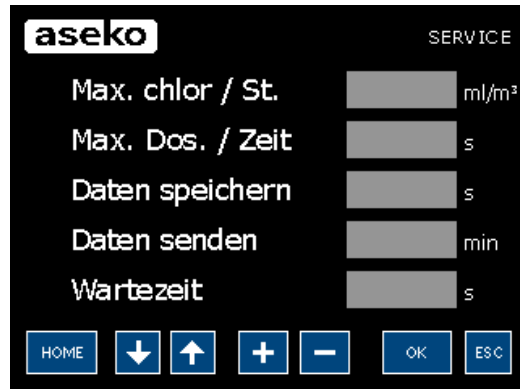 aseko SERVICE
Max. chlor / St. ml/m³
Max. Dos. / Zeit s
Daten speichern s
Daten senden min
Wartezeit s
HOME + − OK ESC